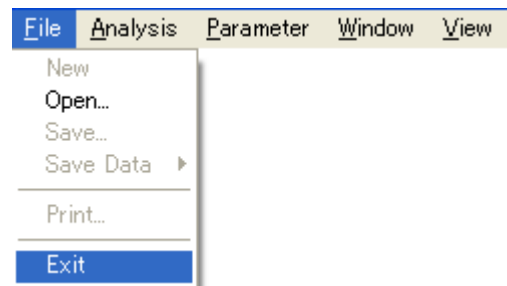 File Analysis Parameter Window View
New
Open...
Save...
Save Data
Print...
Exit